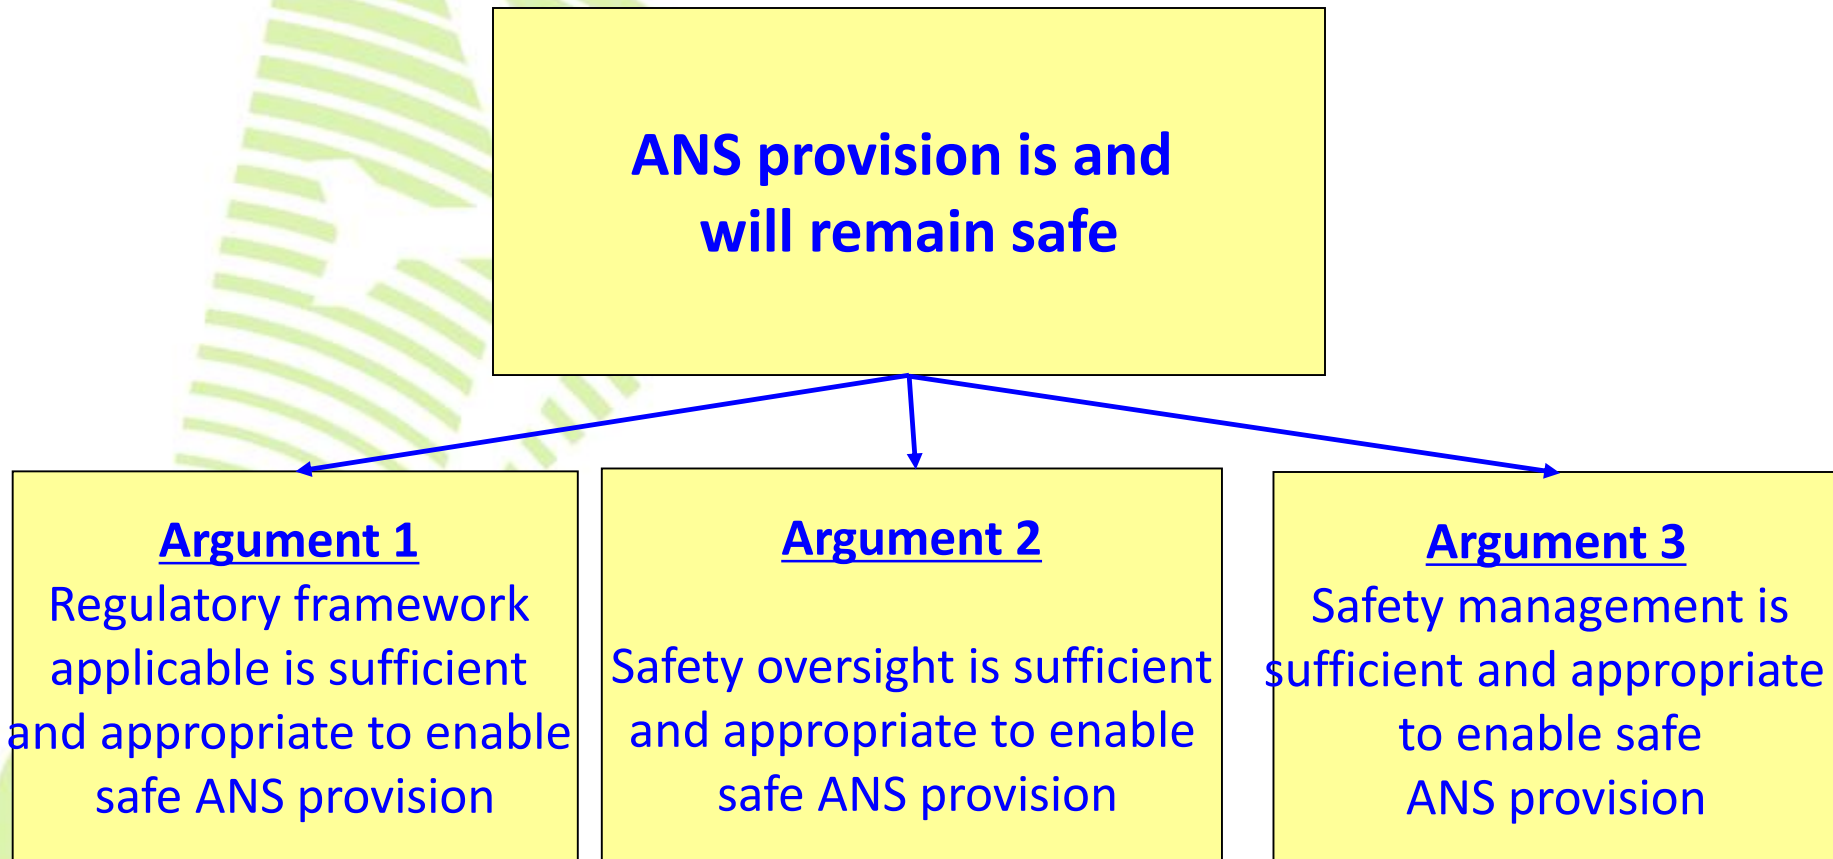 ANS provision is and
will remain safe
Argument 1
Regulatory framework
applicable is sufficient
and appropriate to enable
safe ANS provision
Argument 2
Safety oversight is sufficient
and appropriate to enable
safe ANS provision
Argument 3
Safety management is
sufficient and appropriate
to enable safe
ANS provision